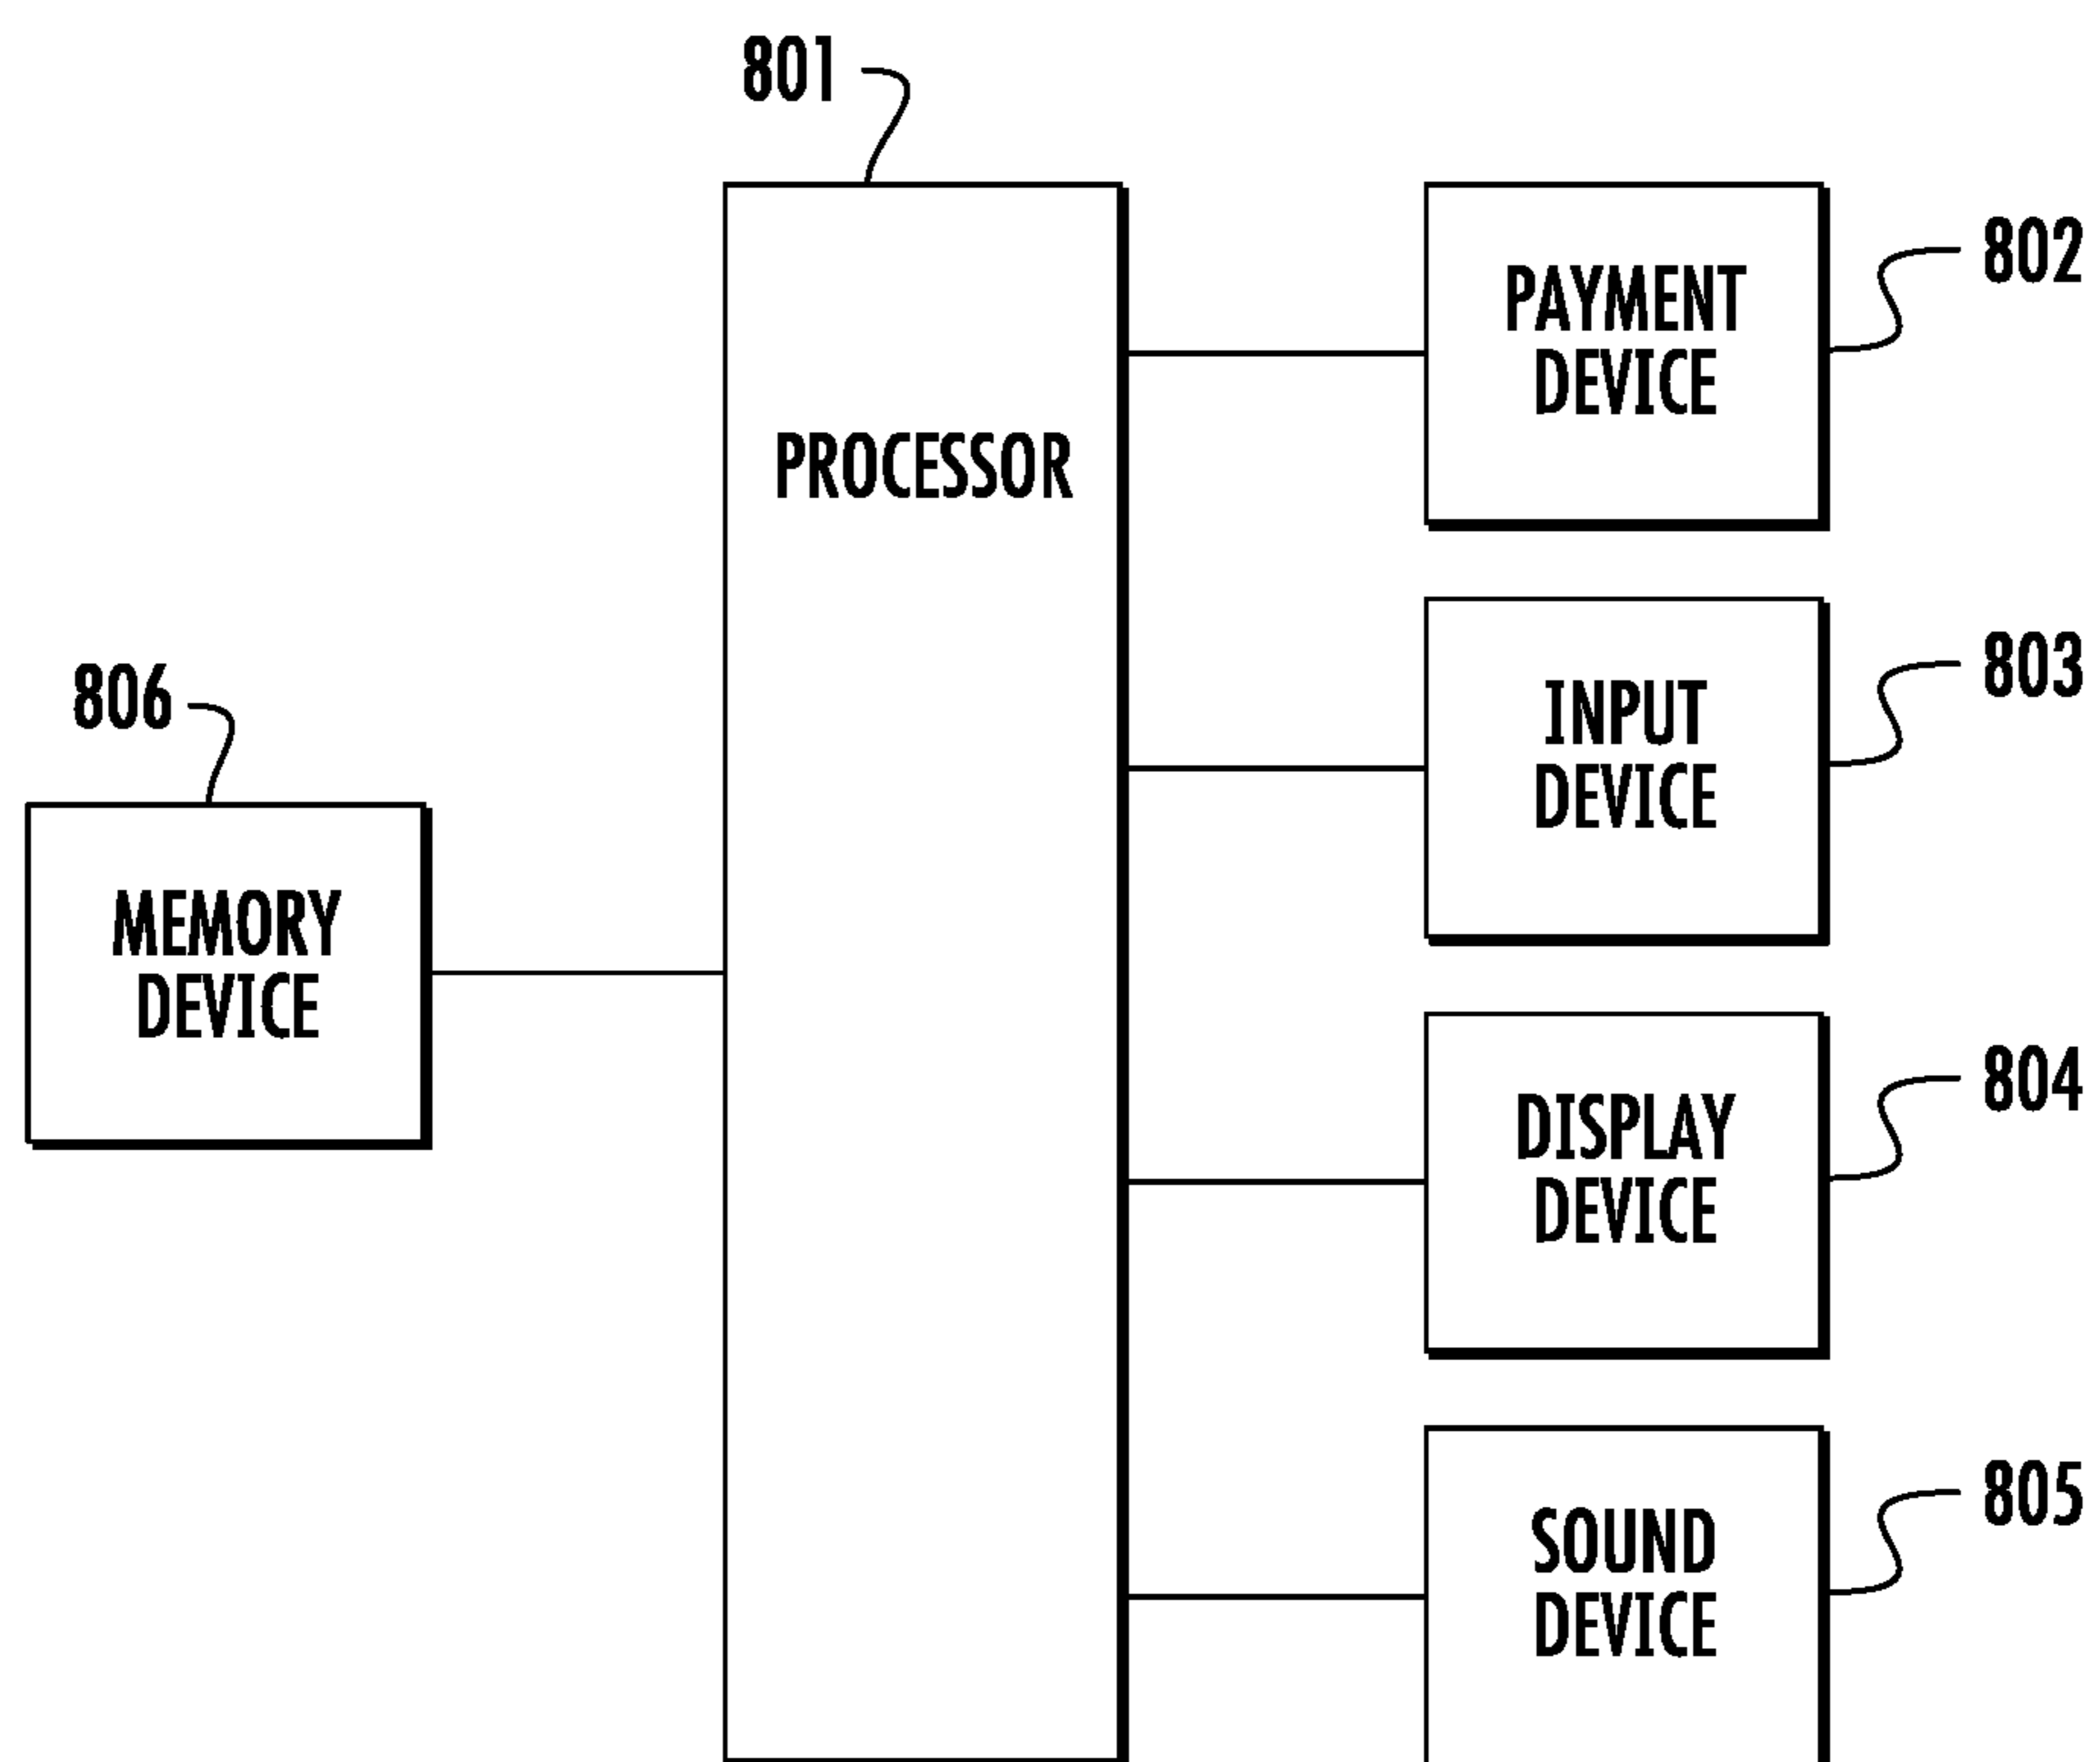 801
PROCESSOR
PAYMENT
DEVICE
802
INPUT
DEVICE
803
806
MEMORY
DEVICE
DISPLAY
DEVICE
804
SOUND
DEVICE
805